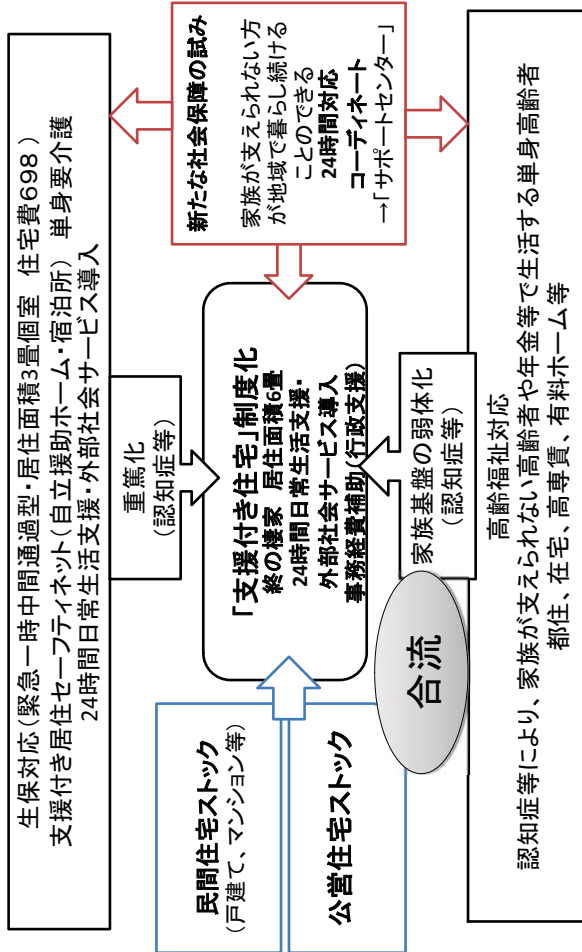 生保対応(緊急一時中間通過型・居住面積3畳個室 住宅費698)
支援付き居住セーフティネット(自立援助ホーム・宿泊所) 単身要介護
24時間日常生活支援・外部社会サービス導入
重篤化
(認知症等)
民間住宅ストック
(戸建て、マンション等)
公営住宅ストック
「支援付き住宅」制度化
終の棲家 居住面積6畳
24時間日常生活支援・
外部社会サービス導入
事務経費補助(行政支援)
新たな社会保障の試み
家族が支えられない方
が地域で暮らし続ける
ことのできる
24時間対応
コーディネート
→「サポートセンター」
合流
家族基盤の弱体化
(認知症等)
高齢福祉対応
認知症等により、家族が支えられない高齢者や年金等で生活する単身高齢者
都住、在宅、高専賃、有料ホーム等